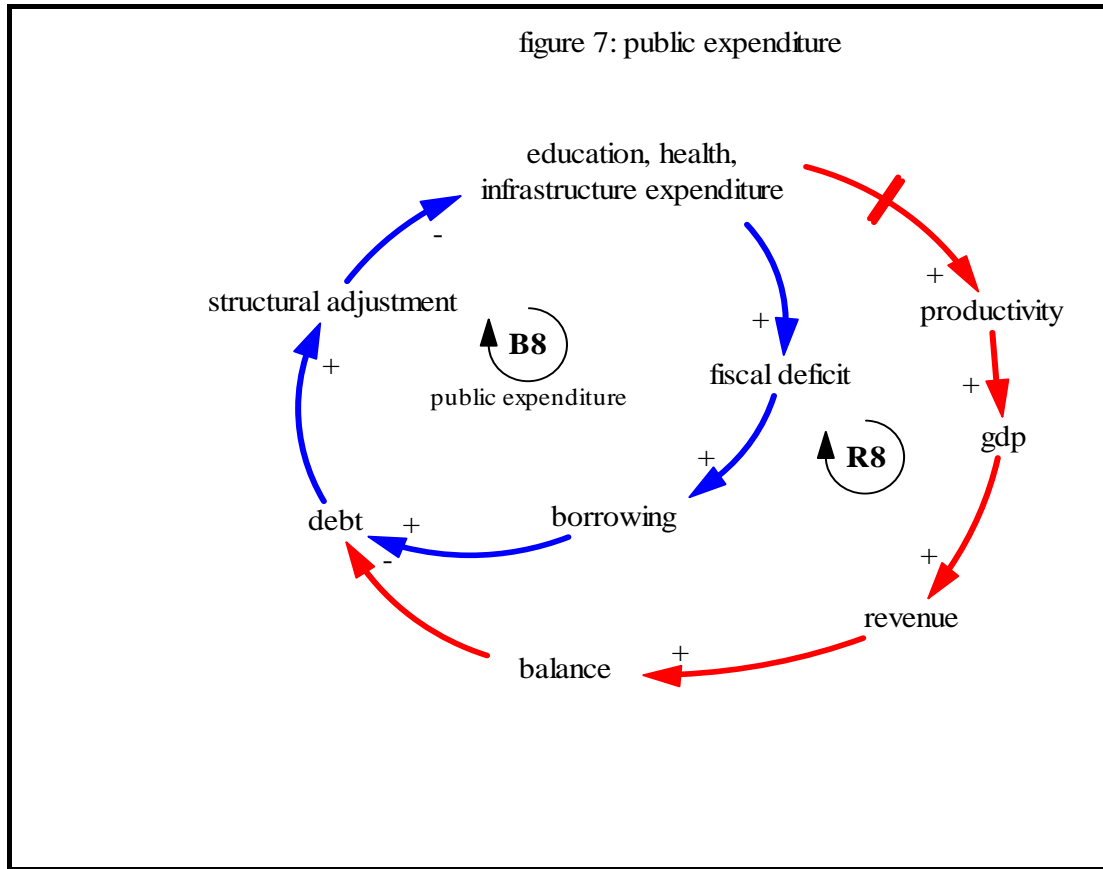 figure 7: public expenditure
education, health,
infrastructure expenditure
-
+
structural adjustment
+
productivity
+
B8
public expenditure
+
fiscal deficit
+
gdp
+
R8
debt
+
borrowing
-
+
revenue
+
balance